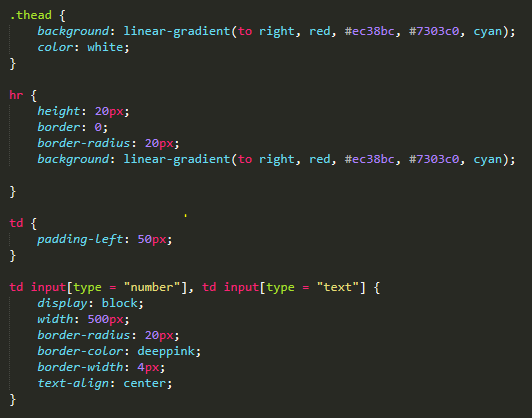 .thead {
    background: linear-gradient(to right, red, #ec38bc, #7303c0, cyan);
    color: white;
}

hr {
    height: 20px;
    border: 0;
    border-radius: 20px;
    background: linear-gradient(to right, red, #ec38bc, #7303c0, cyan);

}

td {
    padding-left: 50px;
}

td input[type = "number"], td input[type = "text"] {
    display: block;
    width: 500px;
    border-radius: 20px;
    border-color: deeppink;
    border-width: 4px;
    text-align: center;
}